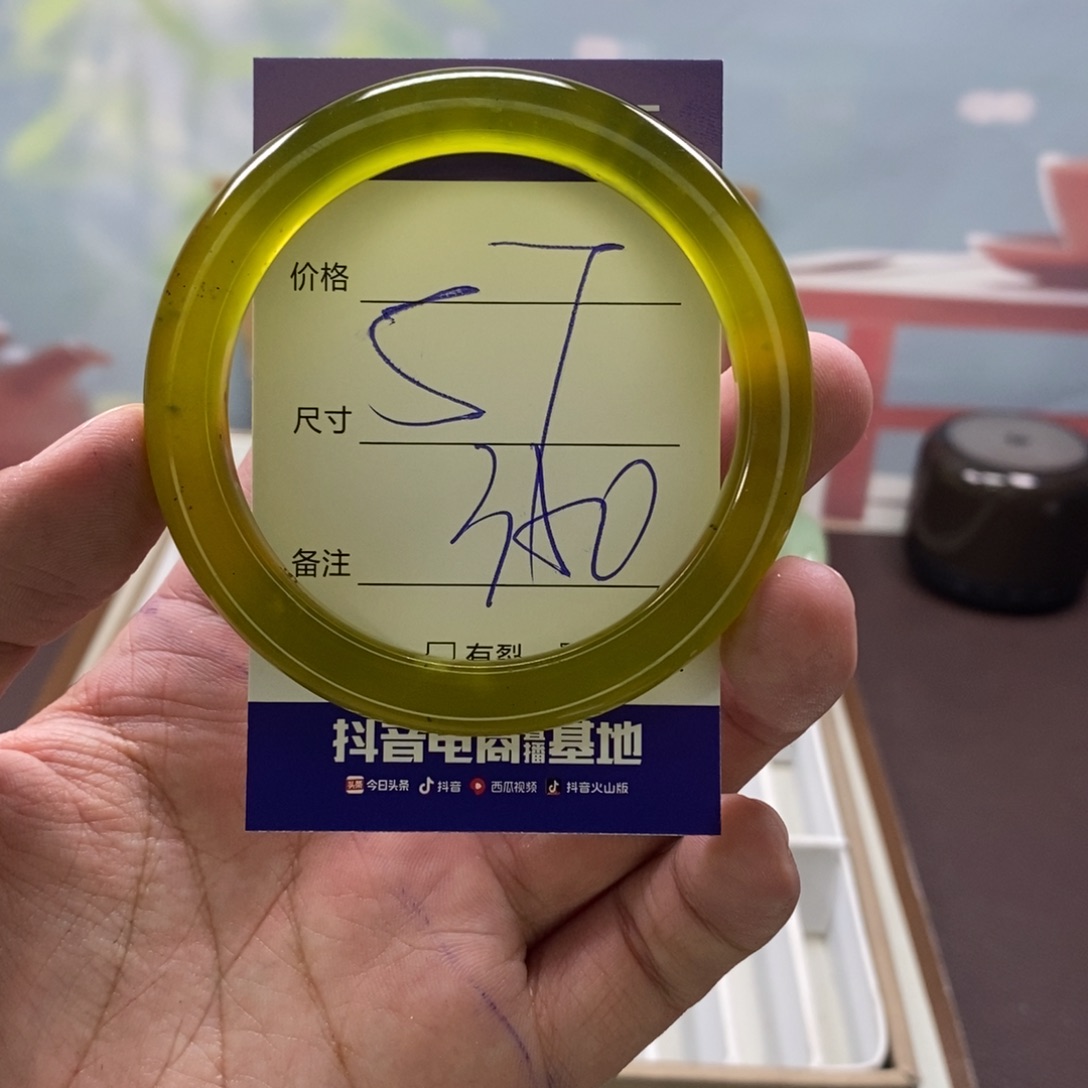 价格
尺寸
57
备注
有裂
抖音电商直播基地
今日头条 抖音 西瓜视频 抖音火山版